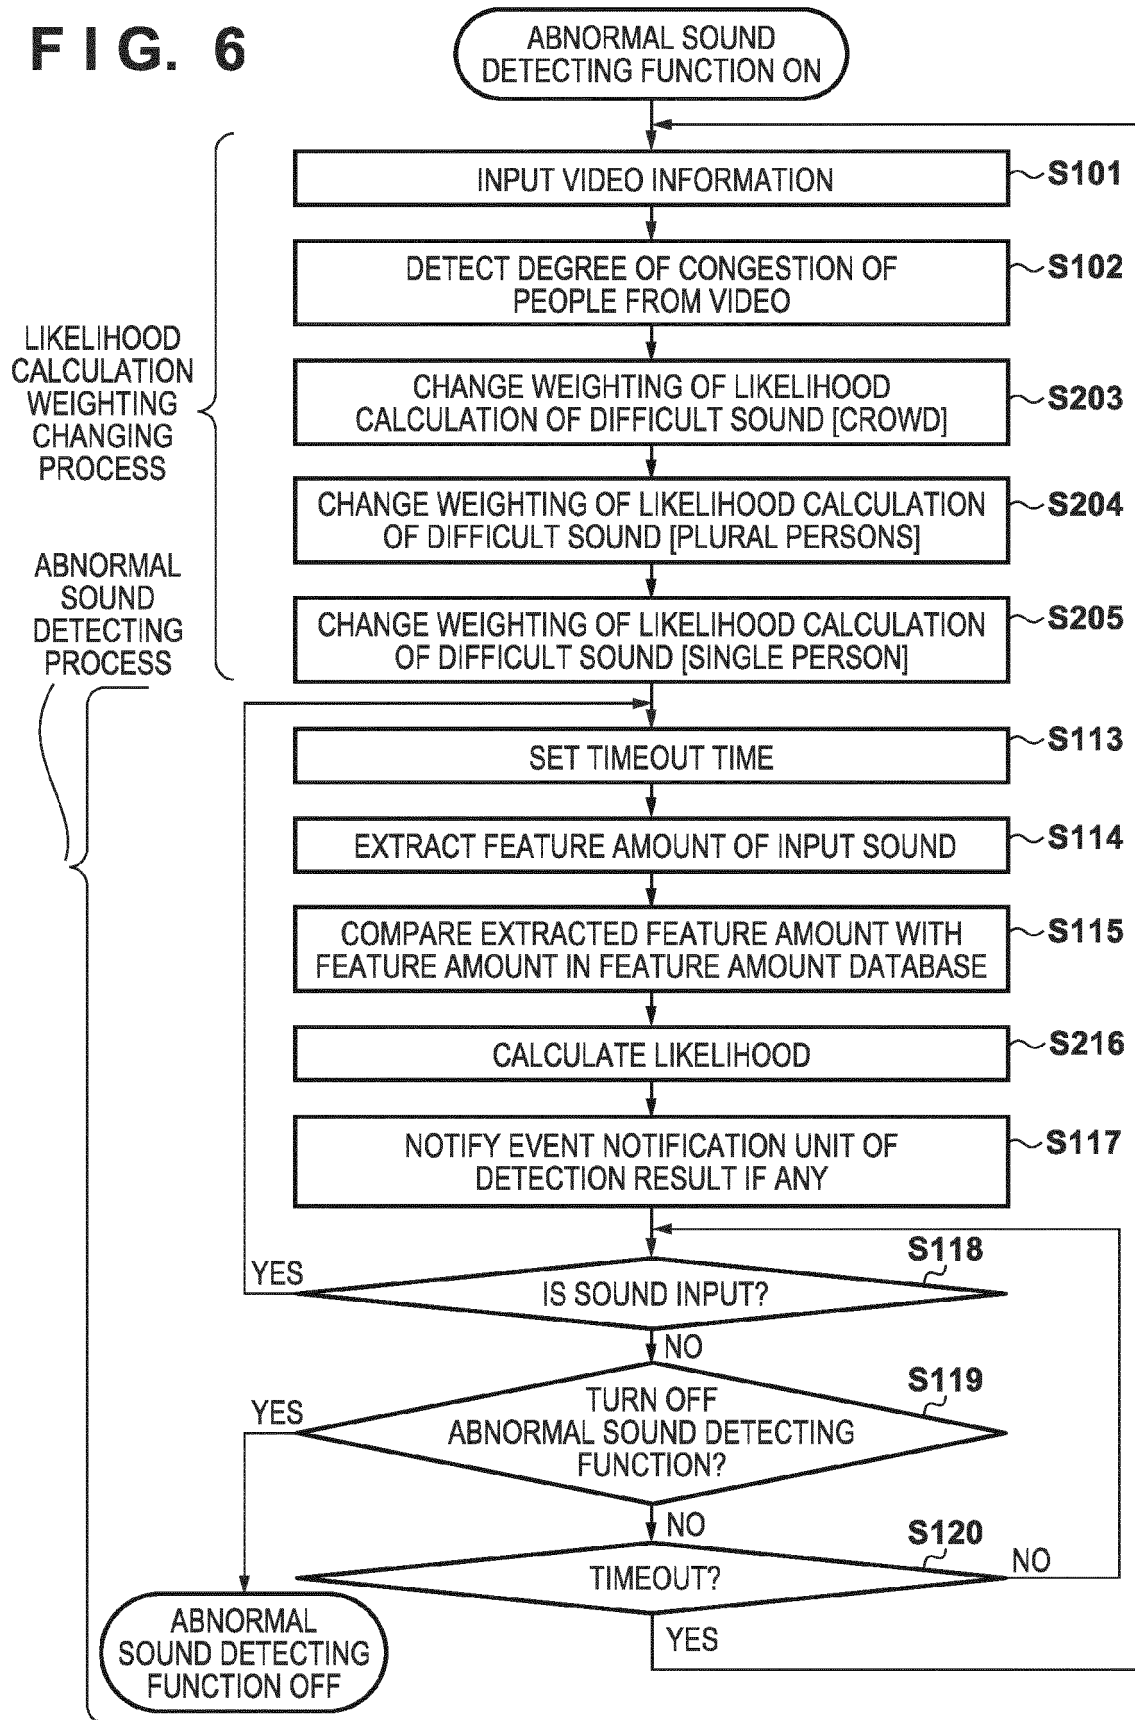 FIG. 6
ABNORMAL SOUND
DETECTING FUNCTION ON
INPUT VIDEO INFORMATION
S101
DETECT DEGREE OF CONGESTION OF
PEOPLE FROM VIDEO
S102
LIKELIHOOD
CALCULATION
WEIGHTING
CHANGING
PROCESS
CHANGE WEIGHTING OF LIKELIHOOD
CALCULATION OF DIFFICULT SOUND [CROWD]
S203
CHANGE WEIGHTING OF LIKELIHOOD CALCULATION
OF DIFFICULT SOUND [PLURAL PERSONS]
S204
ABNORMAL
SOUND
DETECTING
PROCESS
CHANGE WEIGHTING OF LIKELIHOOD CALCULATION
OF DIFFICULT SOUND [SINGLE PERSON]
S205
SET TIMEOUT TIME
S113
EXTRACT FEATURE AMOUNT OF INPUT SOUND
S114
COMPARE EXTRACTED FEATURE AMOUNT WITH
FEATURE AMOUNT IN FEATURE AMOUNT DATABASE
S115
CALCULATE LIKELIHOOD
S216
NOTIFY EVENT NOTIFICATION UNIT OF
DETECTION RESULT IF ANY
S117
S118
YES
IS SOUND INPUT?
NO
S119
YES
TURN OFF
ABNORMAL SOUND DETECTING
FUNCTION?
NO
S120
TIMEOUT?
NO
YES
ABNORMAL
SOUND DETECTING
FUNCTION OFF